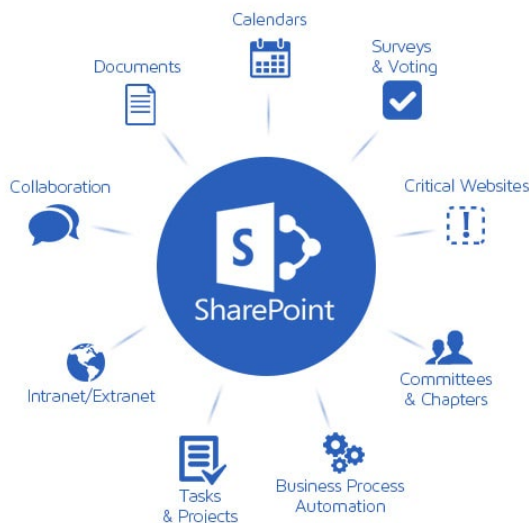 Calendars
Surveys
& Voting
Documents
Collaboration
Critical Websites
S
SharePoint
Intranet/Extranet
Committees
& Chapters
Tasks
& Projects
Business Process
Automation